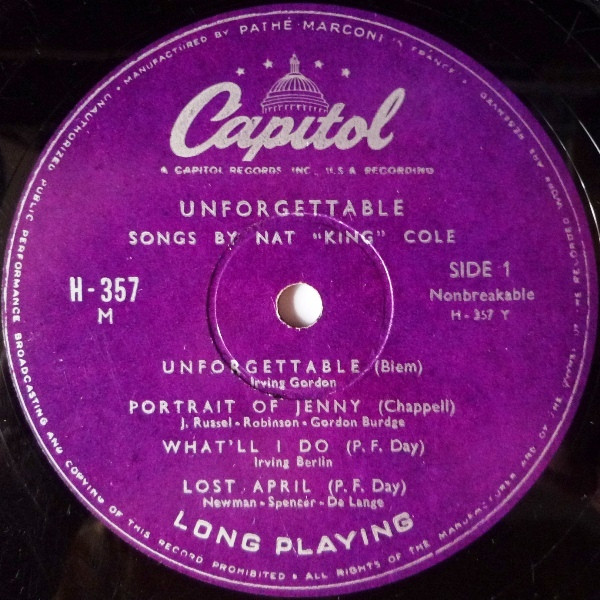 MANUFACTURED BY PATHÉ-MARCONI IN FRANCE
Capitol
A CAPITOL RECORDS INC., U.S.A. RECORDING
UNFORGETTABLE
SONGS BY NAT "KING" COLE
H-357
M
SIDE 1
Nonbreakable
H-357 Y
UNFORGETTABLE (Biem)
Irving Gordon
PORTRAIT OF JENNY (Chappell)
J. Russel - Robinson - Gordon Burdge
WHAT'LL I DO (P. F. Day)
Irving Berlin
LOST APRIL (P. F. Day)
Newman - Spencer - De Lange
LONG PLAYING
UNAUTHORIZED PUBLIC PERFORMANCE BROADCASTING AND COPYING OF THIS RECORD PROHIBITED • ALL RIGHTS OF THE MANUFACTURER AND OF THE OWNER OF THE RECORDED WORK ARE RESERVED